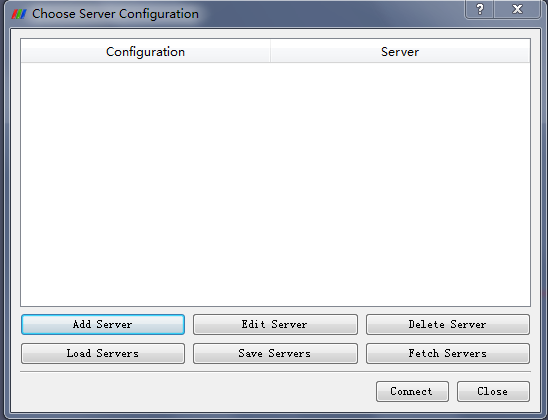 Choose Server Configuration
Configuration Server
Add Server Edit Server Delete Server
Load Servers Save Servers Fetch Servers
Connect Close